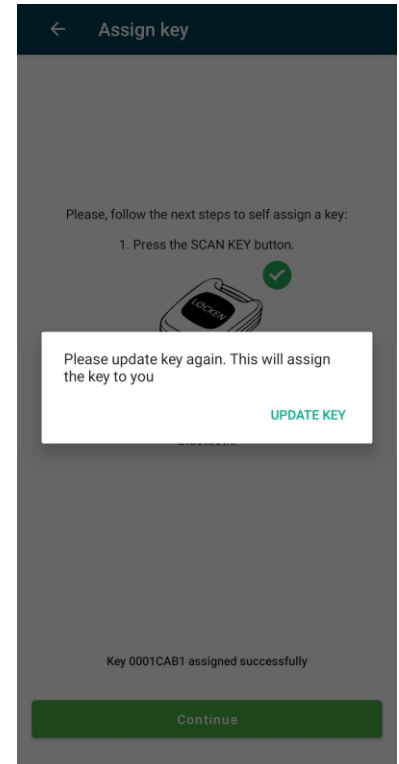 Assign key
Please, follow the next steps to self assign a key:
1. Press the SCAN KEY button.
LOCKEN
Please update key again. This will assign
the key to you
UPDATE KEY
Key 0001CAB1 assigned successfully
Continue